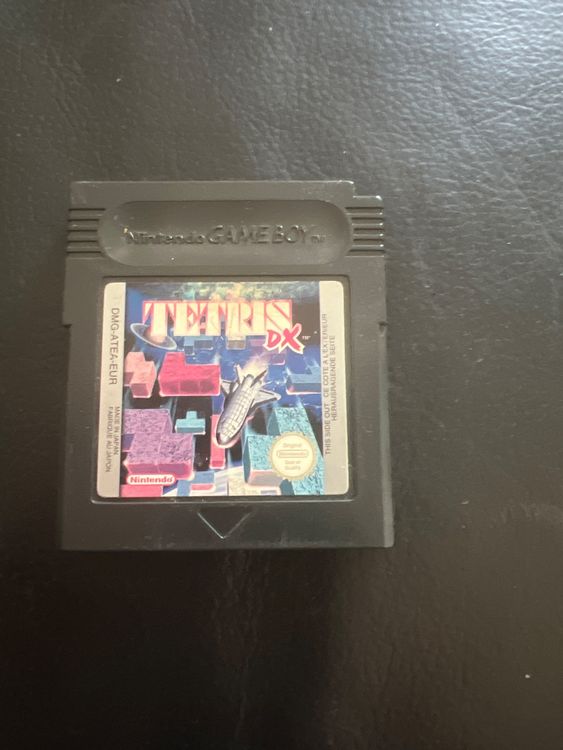 Nintendo GAME BOY TM
TETRIS
DX TM
DMG-ATEA-EUR
MADE IN JAPAN
FABRIQUE AU JAPON
THIS SIDE OUT CE COTE A L'EXTERIEUR
HERAUSRAGENDE SEITE
Original
Nintendo
Seal of
Quality
Nintendo